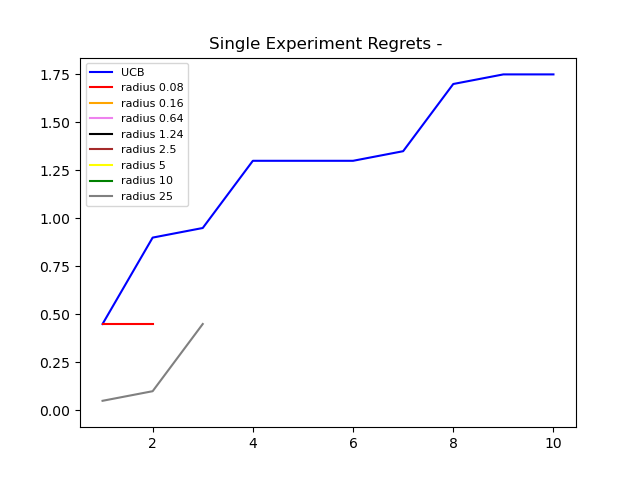 Single Experiment Regrets -
UCB
radius 0.08
radius 0.16
radius 0.64
radius 1.24
radius 2.5
radius 5
radius 10
radius 25
1.75
1.50
1.25
1.00
0.75
0.50
0.25
0.00
2
4
6
8
10